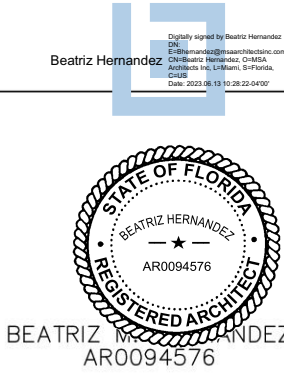 Beatriz Hernandez
Digitally signed by Beatriz Hernandez
DN:
E=Bhernandez@msaarchitectsinc.com
CN=Beatriz Hernandez, O=MSA
Architects Inc, L=Miami, S=Florida,
C=US
Date: 2023.06.13 10:28:22-04'00'
STATE OF FLORIDA
BEATRIZ HERNANDEZ
AR0094576
REGISTERED ARCHITECT
BEATRIZ M. ANDEZ
AR0094576